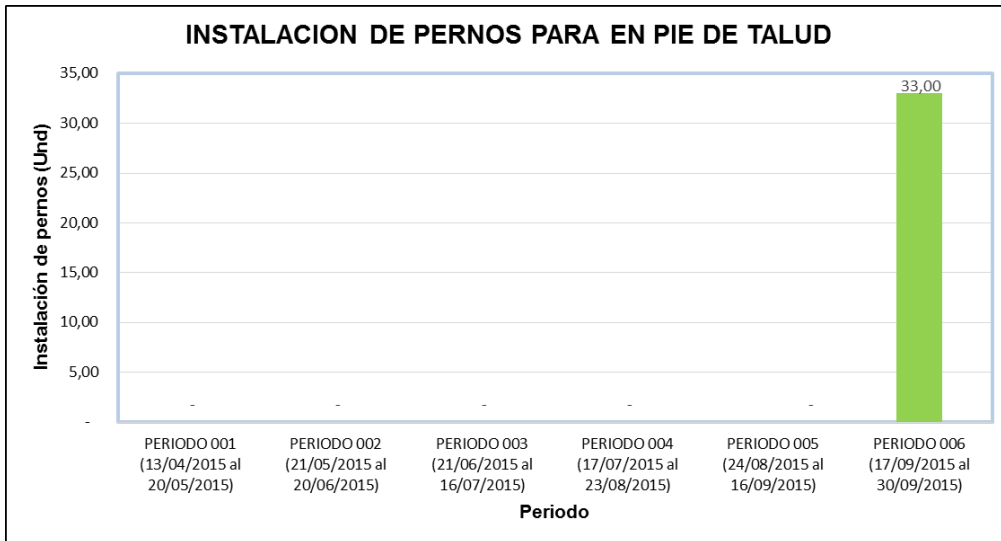 INSTALACION DE PERNOS PARA EN PIE DE TALUD
Instalación de pernos (Und)
35,00
30,00
25,00
20,00
15,00
10,00
5,00
-
- - - - - 33,00
PERIODO 001 (13/04/2015 al 20/05/2015)
PERIODO 002 (21/05/2015 al 20/06/2015)
PERIODO 003 (21/06/2015 al 16/07/2015)
PERIODO 004 (17/07/2015 al 23/08/2015)
PERIODO 005 (24/08/2015 al 16/09/2015)
PERIODO 006 (17/09/2015 al 30/09/2015)
Periodo